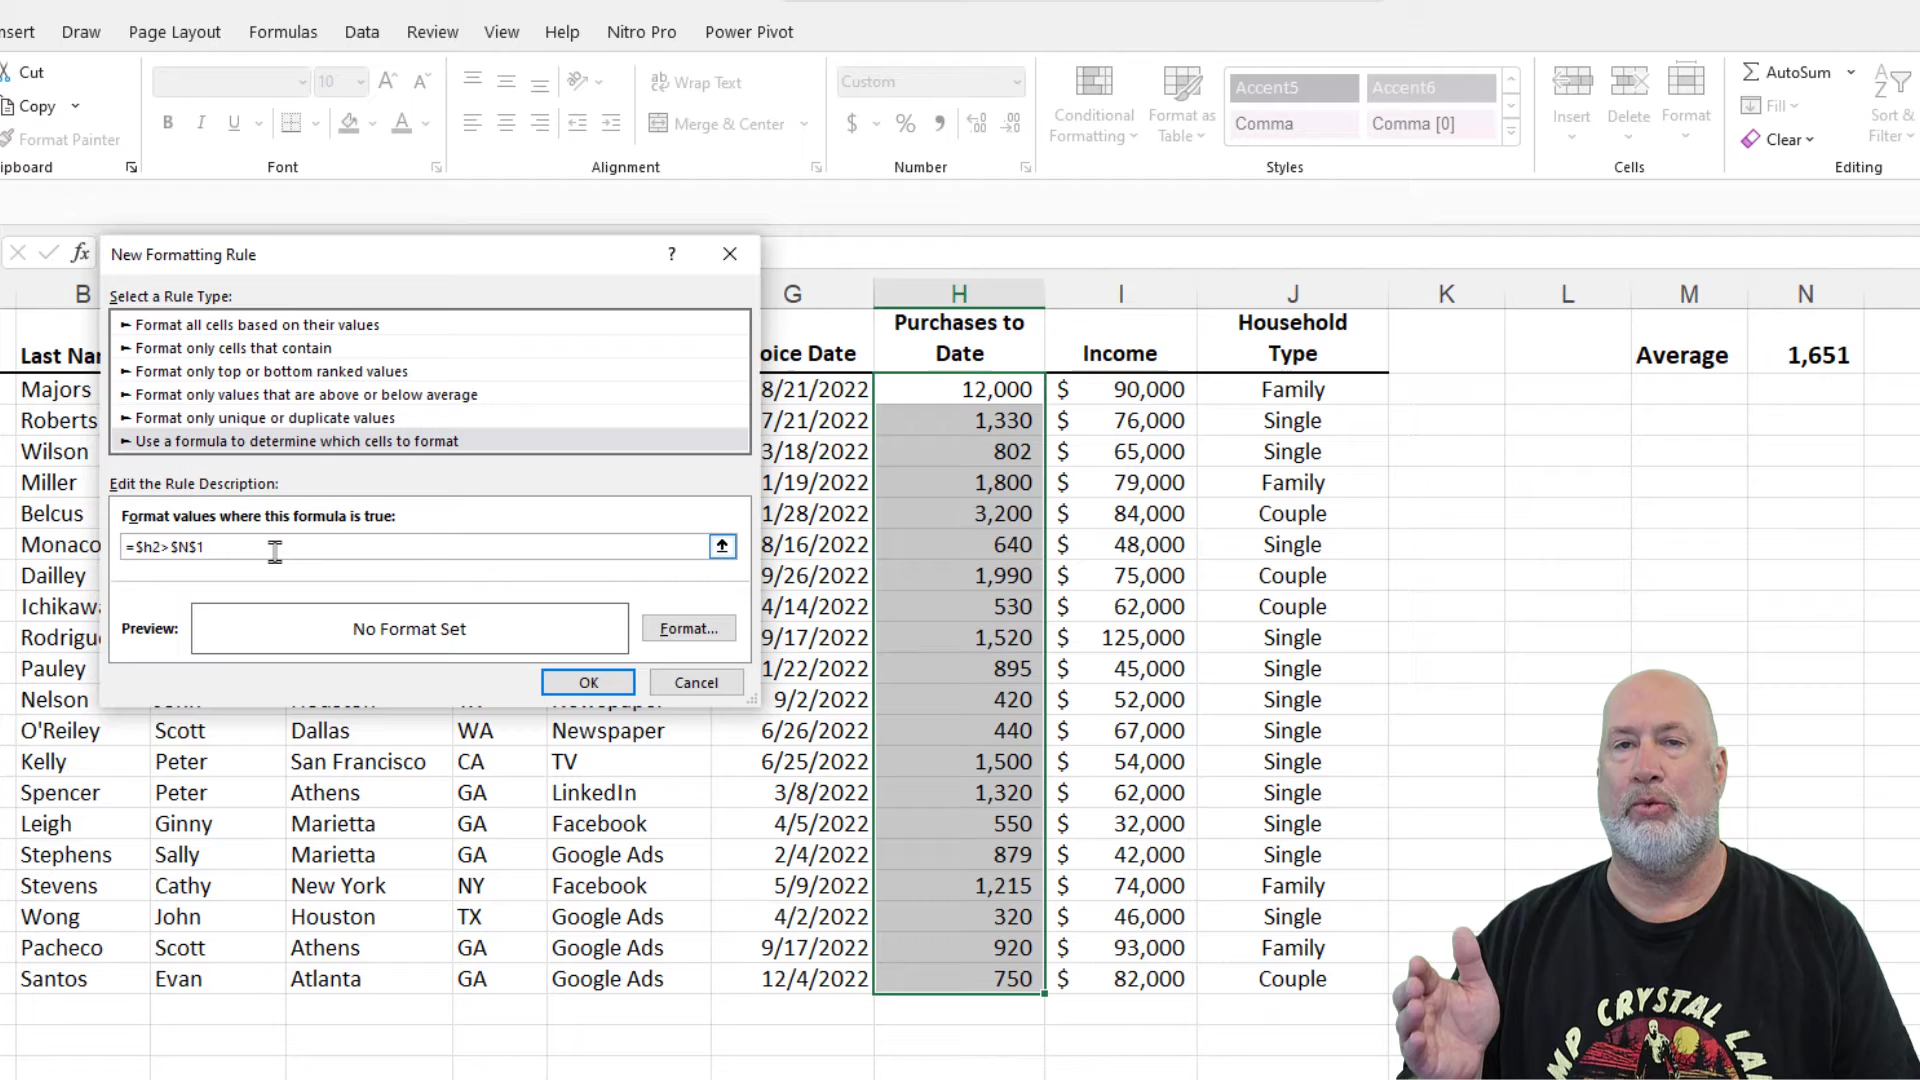 nsert Draw Page Layout Formulas Data Review View Help Nitro Pro Power Pivot
Cut
Copy
Format Painter
ipboard
10
B I U
Font
Wrap Text
Merge & Center
Alignment
Custom
$ % 9
Number
Conditional Formatting
Format as Table
Accent5 Accent6
Comma Comma [0]
Styles
Insert Delete Format
Cells
AutoSum
Fill
Clear
Sort &
Filter
Editing
fx
New Formatting Rule ?
Select a Rule Type:
Format all cells based on their values
Format only cells that contain
Format only top or bottom ranked values
Format only values that are above or below average
Format only unique or duplicate values
Use a formula to determine which cells to format
Edit the Rule Description:
Format values where this formula is true:
=$h2>$N$1
Preview: No Format Set Format...
OK Cancel
B G H I J K L M N
Last Nar oice Date Purchases to Date Income Household Type Average 1,651
Majors 8/21/2022 12,000 $ 90,000 Family
Roberts 7/21/2022 1,330 $ 76,000 Single
Wilson 3/18/2022 802 $ 65,000 Single
Miller 1/19/2022 1,800 $ 79,000 Family
Belcus 1/28/2022 3,200 $ 84,000 Couple
Monaco 8/16/2022 640 $ 48,000 Single
Dailley 9/26/2022 1,990 $ 75,000 Couple
Ichikawa 4/14/2022 530 $ 62,000 Couple
Rodrigu 9/17/2022 1,520 $ 125,000 Single
Pauley 1/22/2022 895 $ 45,000 Single
Nelson 9/2/2022 420 $ 52,000 Single
O'Reiley Scott Dallas WA Newspaper 6/26/2022 440 $ 67,000 Single
Kelly Peter San Francisco CA TV 6/25/2022 1,500 $ 54,000 Single
Spencer Peter Athens GA LinkedIn 3/8/2022 1,320 $ 62,000 Single
Leigh Ginny Marietta GA Facebook 4/5/2022 550 $ 32,000 Single
Stephens Sally Marietta GA Google Ads 2/4/2022 879 $ 42,000 Single
Stevens Cathy New York NY Facebook 5/9/2022 1,215 $ 74,000 Family
Wong John Houston TX Google Ads 4/2/2022 320 $ 46,000 Single
Pacheco Scott Athens GA Google Ads 9/17/2022 920 $ 93,000 Family
Santos Evan Atlanta GA Google Ads 12/4/2022 750 $ 82,000 Couple
MP CRYSTAL LA